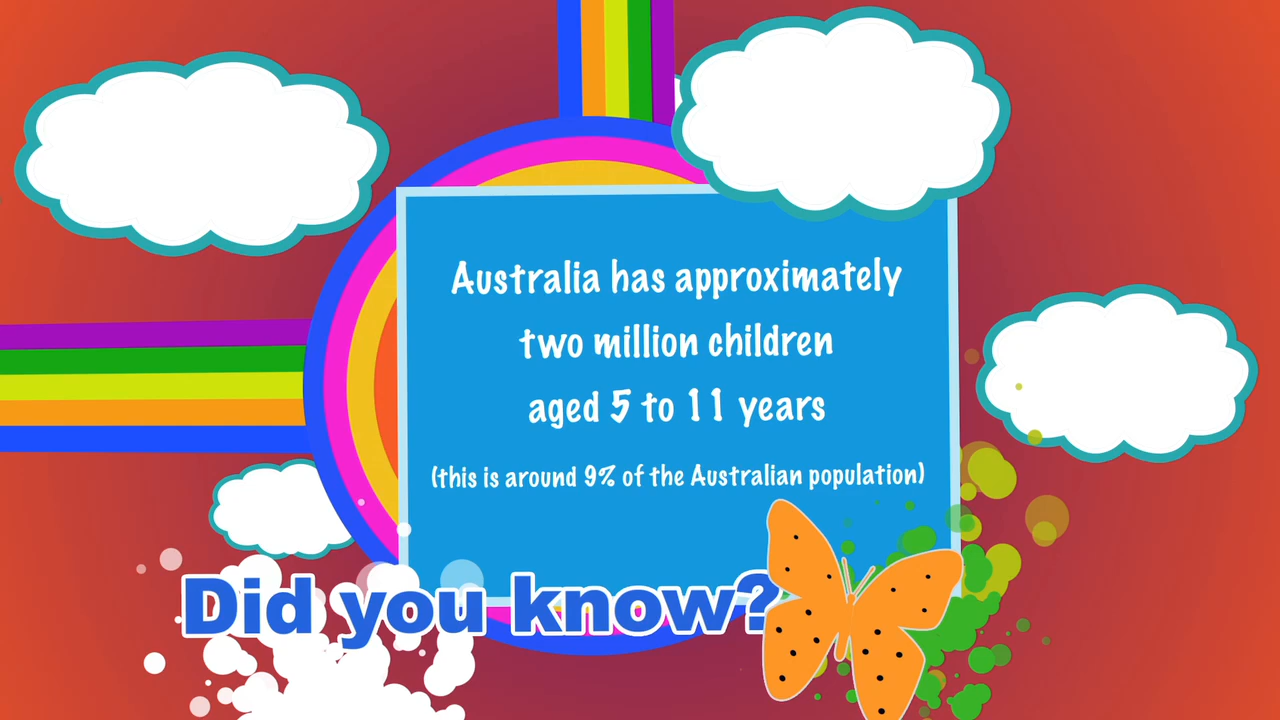 Australia has approximately
two million children
aged 5 to 11 years
(this is around 9% of the Australian population)
Did you know?